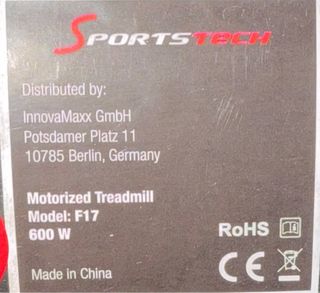 SPORTSTECH
Distributed by:
InnovaMaxx GmbH
Potsdamer Platz 11
10785 Berlin, Germany
Motorized Treadmill
Model: F17
600 W
RoHS
CE
Made in China